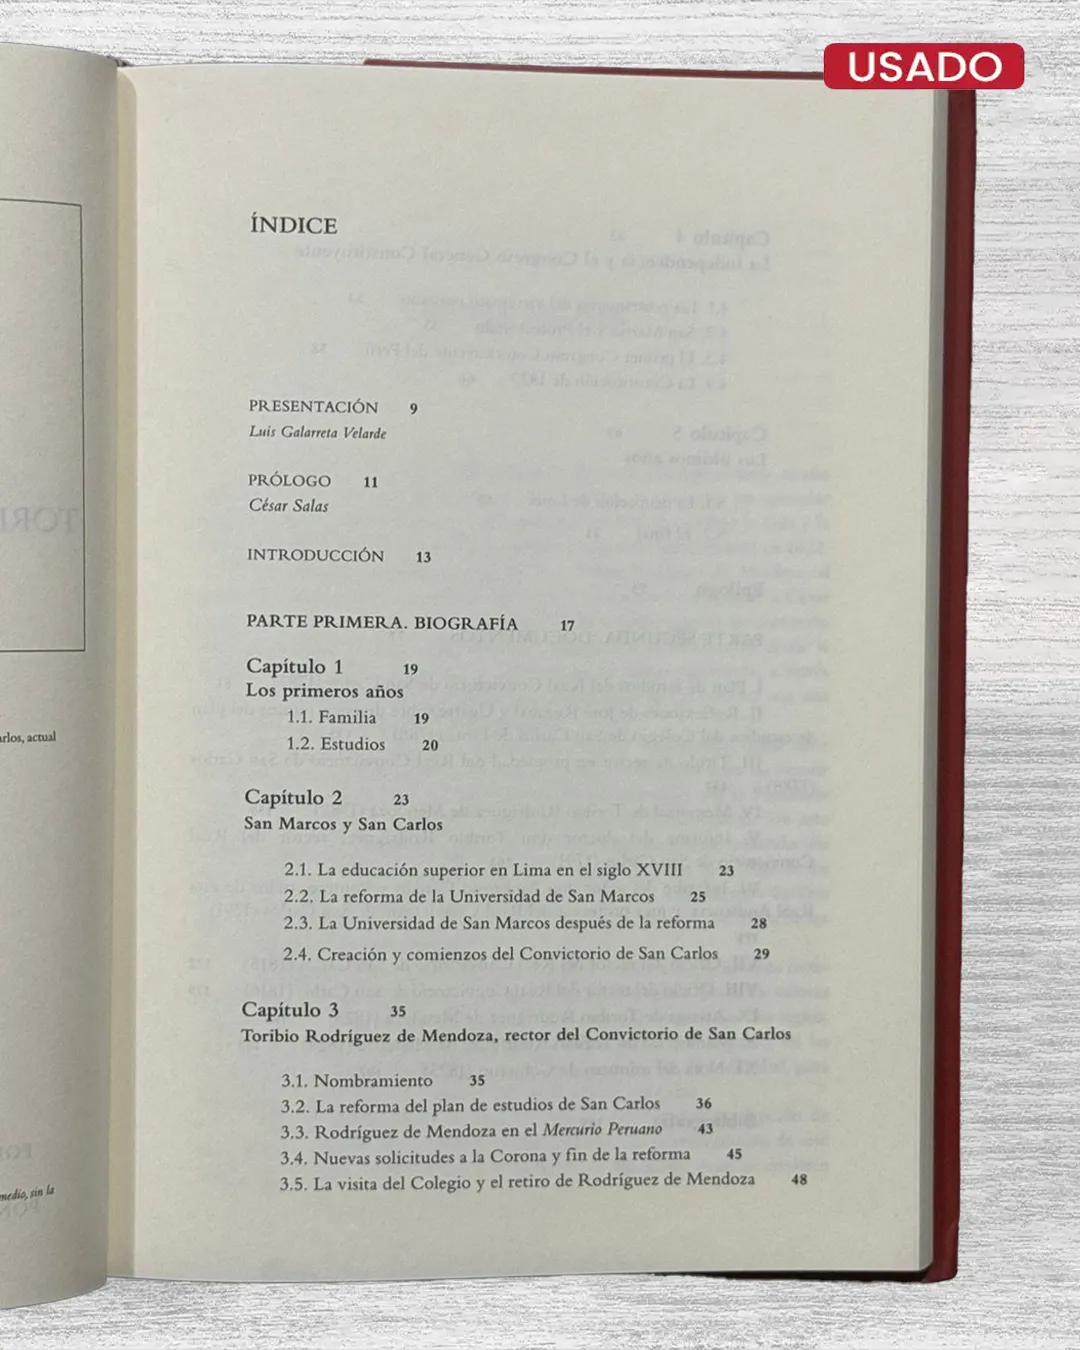 USADO
ÍNDICE
PRESENTACIÓN 9
Luis Galarreta Velarde
PRÓLOGO 11
César Salas
INTRODUCCIÓN 13
PARTE PRIMERA. BIOGRAFÍA 17
Capítulo 1 19
Los primeros años
1.1. Familia 19
1.2. Estudios 20
Capítulo 2 23
San Marcos y San Carlos
2.1. La educación superior en Lima en el siglo XVIII 23
2.2. La reforma de la Universidad de San Marcos 25
2.3. La Universidad de San Marcos después de la reforma 28
2.4. Creación y comienzos del Convictorio de San Carlos 29
Capítulo 3 35
Toribio Rodríguez de Mendoza, rector del Convictorio de San Carlos
3.1. Nombramiento 35
3.2. La reforma del plan de estudios de San Carlos 36
3.3. Rodríguez de Mendoza en el Mercurio Peruano 43
3.4. Nuevas solicitudes a la Corona y fin de la reforma 45
3.5. La visita del Colegio y el retiro de Rodríguez de Mendoza 48
rlos, actual
medio, sin la